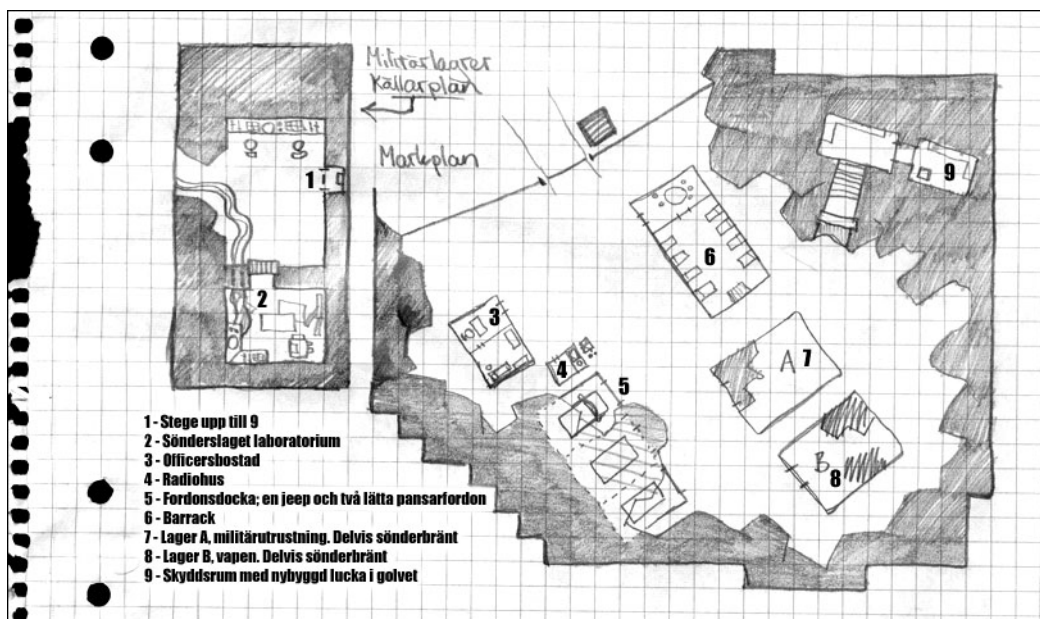 Militärläger
Källarplan
Markplan
1
2
3
4
5
6
A 7
B 8
9
1 - Stege upp till 9
2 - Sönderslaget laboratorium
3 - Officersbostad
4 - Radiohus
5 - Fordonsdocka; en jeep och två lätta pansarfordon
6 - Barrack
7 - Lager A, militärutrustning. Delvis sönderbränt
8 - Lager B, vapen. Delvis sönderbränt
9 - Skyddsrum med nybyggd lucka i golvet